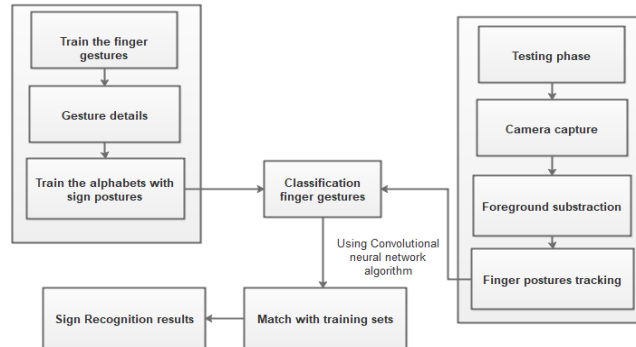 Train the finger
gestures
Gesture details
Train the alphabets with
sign postures
Classification
finger gestures
Using Convolutional
neural network
algorithm
Match with training sets
Sign Recognition results
Testing phase
Camera capture
Foreground substraction
Finger postures tracking